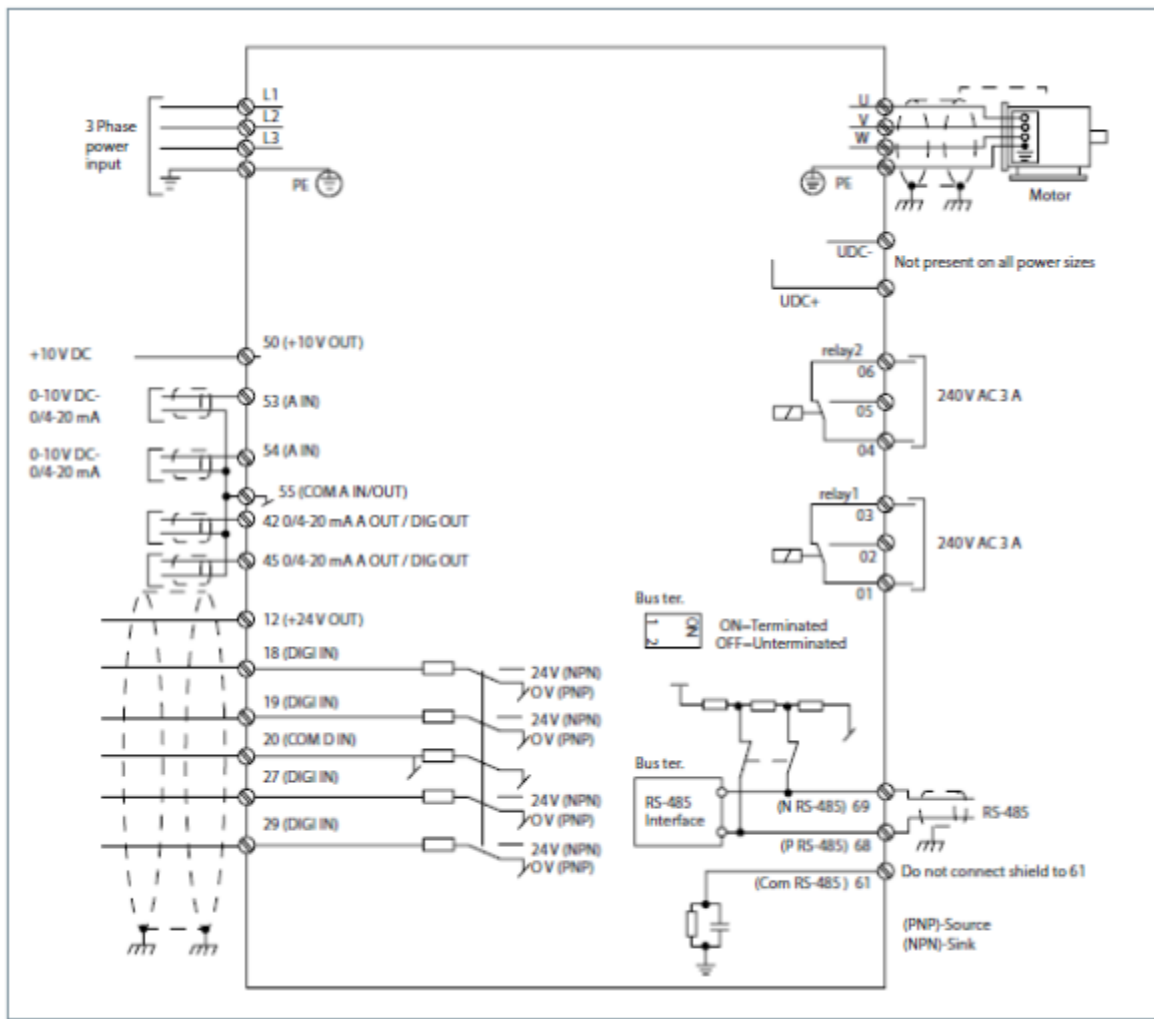 L1
L2
L3
3 Phase
power
input
PE
U
V
W
PE
Motor
UDC-
Not present on all power sizes
UDC+
+10 V DC
50 (+10 V OUT)
0-10V DC-
0/4-20 mA
53 (A IN)
0-10V DC-
0/4-20 mA
54 (A IN)
55 (COM A IN/OUT)
42 0/4-20 mA A OUT / DIG OUT
45 0/4-20 mA A OUT / DIG OUT
12 (+24 V OUT)
18 (DIGI IN)
24 V (NPN)
O V (PNP)
19 (DIGI IN)
24 V (NPN)
O V (PNP)
20 (COM D IN)
27 (DIGI IN)
24 V (NPN)
O V (PNP)
29 (DIGI IN)
24 V (NPN)
O V (PNP)
relay2
06
05
04
240 V AC 3 A
relay1
03
02
01
240 V AC 3 A
Bus ter.
1 2
ON
ON=Terminated
OFF=Unterminated
Bus ter.
RS-485
Interface
(N RS-485) 69
RS-485
(P RS-485) 68
(Com RS-485 ) 61
Do not connect shield to 61
(PNP)-Source
(NPN)-Sink